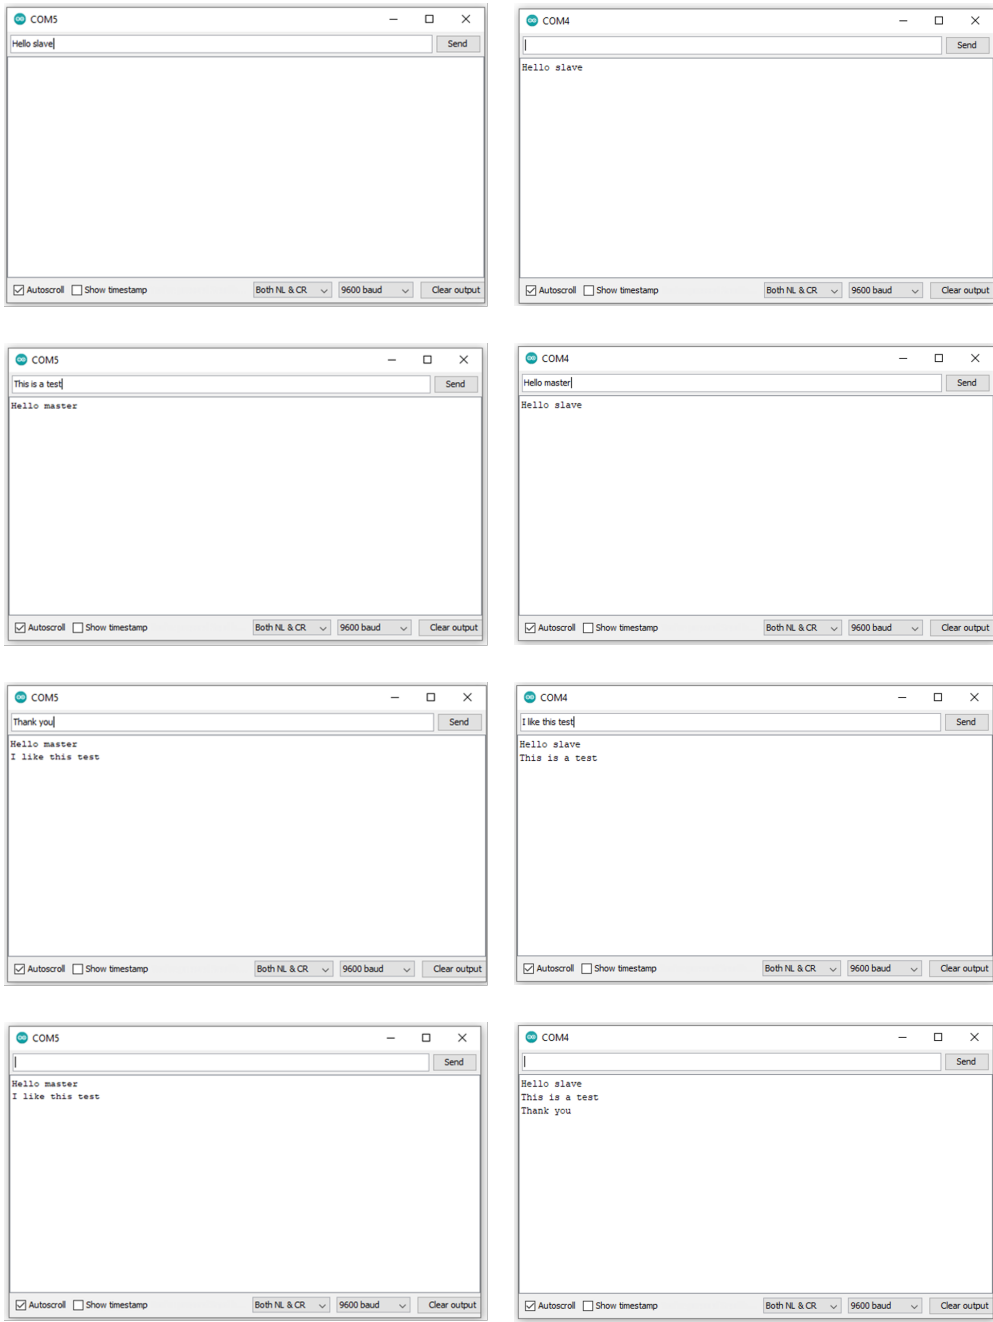 COM5
Hello slave
Send
Autoscroll Show timestamp Both NL & CR 9600 baud Clear output
COM4
Send
Hello slave
Autoscroll Show timestamp Both NL & CR 9600 baud Clear output
COM5
This is a test
Send
Hello master
Autoscroll Show timestamp Both NL & CR 9600 baud Clear output
COM4
Hello master
Send
Hello slave
Autoscroll Show timestamp Both NL & CR 9600 baud Clear output
COM5
Thank you
Send
Hello master
I like this test
Autoscroll Show timestamp Both NL & CR 9600 baud Clear output
COM4
I like this test
Send
Hello slave
This is a test
Autoscroll Show timestamp Both NL & CR 9600 baud Clear output
COM5
Send
Hello master
I like this test
Autoscroll Show timestamp Both NL & CR 9600 baud Clear output
COM4
Send
Hello slave
This is a test
Thank you
Autoscroll Show timestamp Both NL & CR 9600 baud Clear output